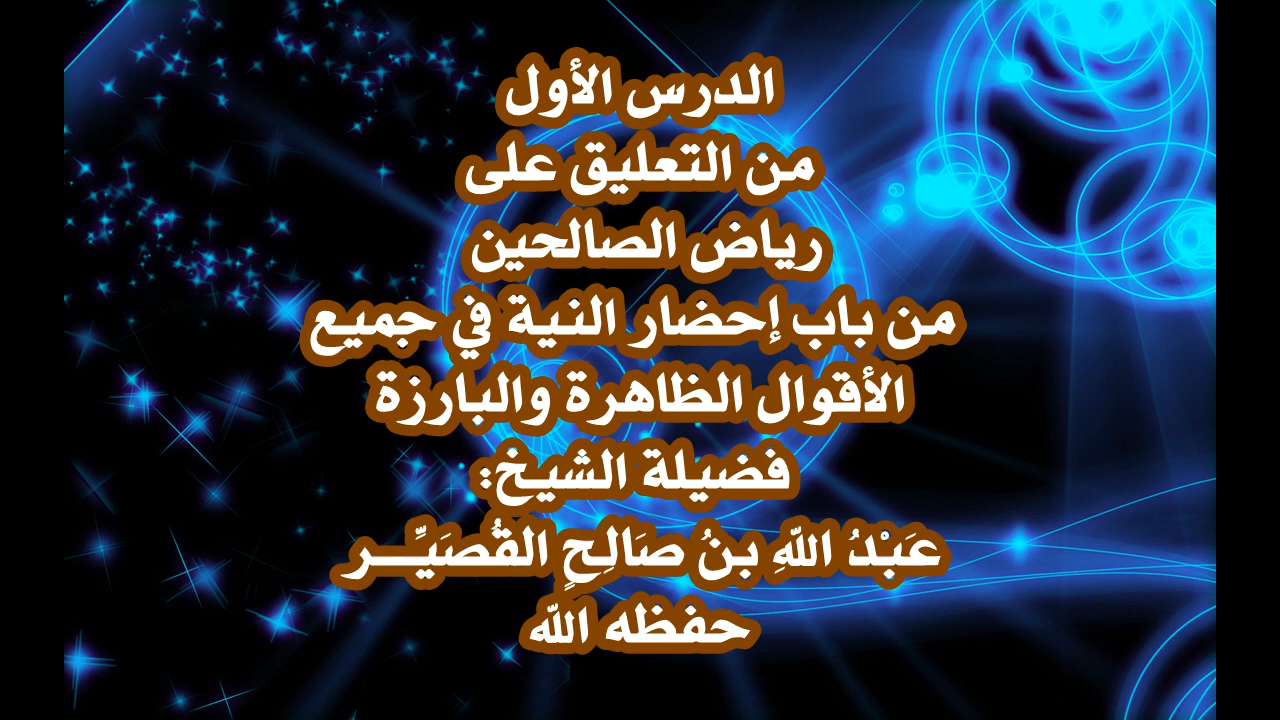 الدرس الأول
من التعليق على
رياض الصالحين
من باب إحضار النية في جميع
الأقوال الظاهرة والبارزة
فضيلة الشيخ:
عَبْدُ اللّهِ بنُ صَالِحٍ القُصَيِّـــر
حفظه الله